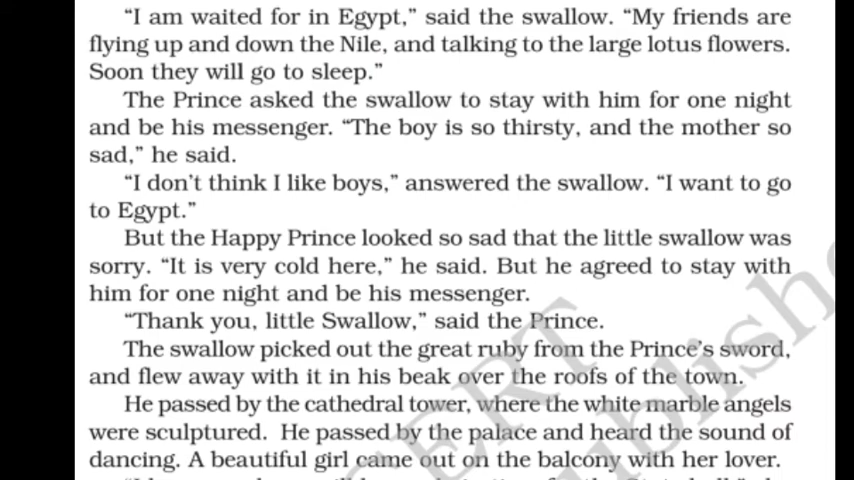 “I am waited for in Egypt,” said the swallow. “My friends are
flying up and down the Nile, and talking to the large lotus flowers.
Soon they will go to sleep.”
The Prince asked the swallow to stay with him for one night
and be his messenger. “The boy is so thirsty, and the mother so
sad,” he said.
“I don’t think I like boys,” answered the swallow. “I want to go
to Egypt.”
But the Happy Prince looked so sad that the little swallow was
sorry. “It is very cold here,” he said. But he agreed to stay with
him for one night and be his messenger.
“Thank you, little Swallow,” said the Prince.
The swallow picked out the great ruby from the Prince’s sword,
and flew away with it in his beak over the roofs of the town.
He passed by the cathedral tower, where the white marble angels
were sculptured. He passed by the palace and heard the sound of
dancing. A beautiful girl came out on the balcony with her lover.